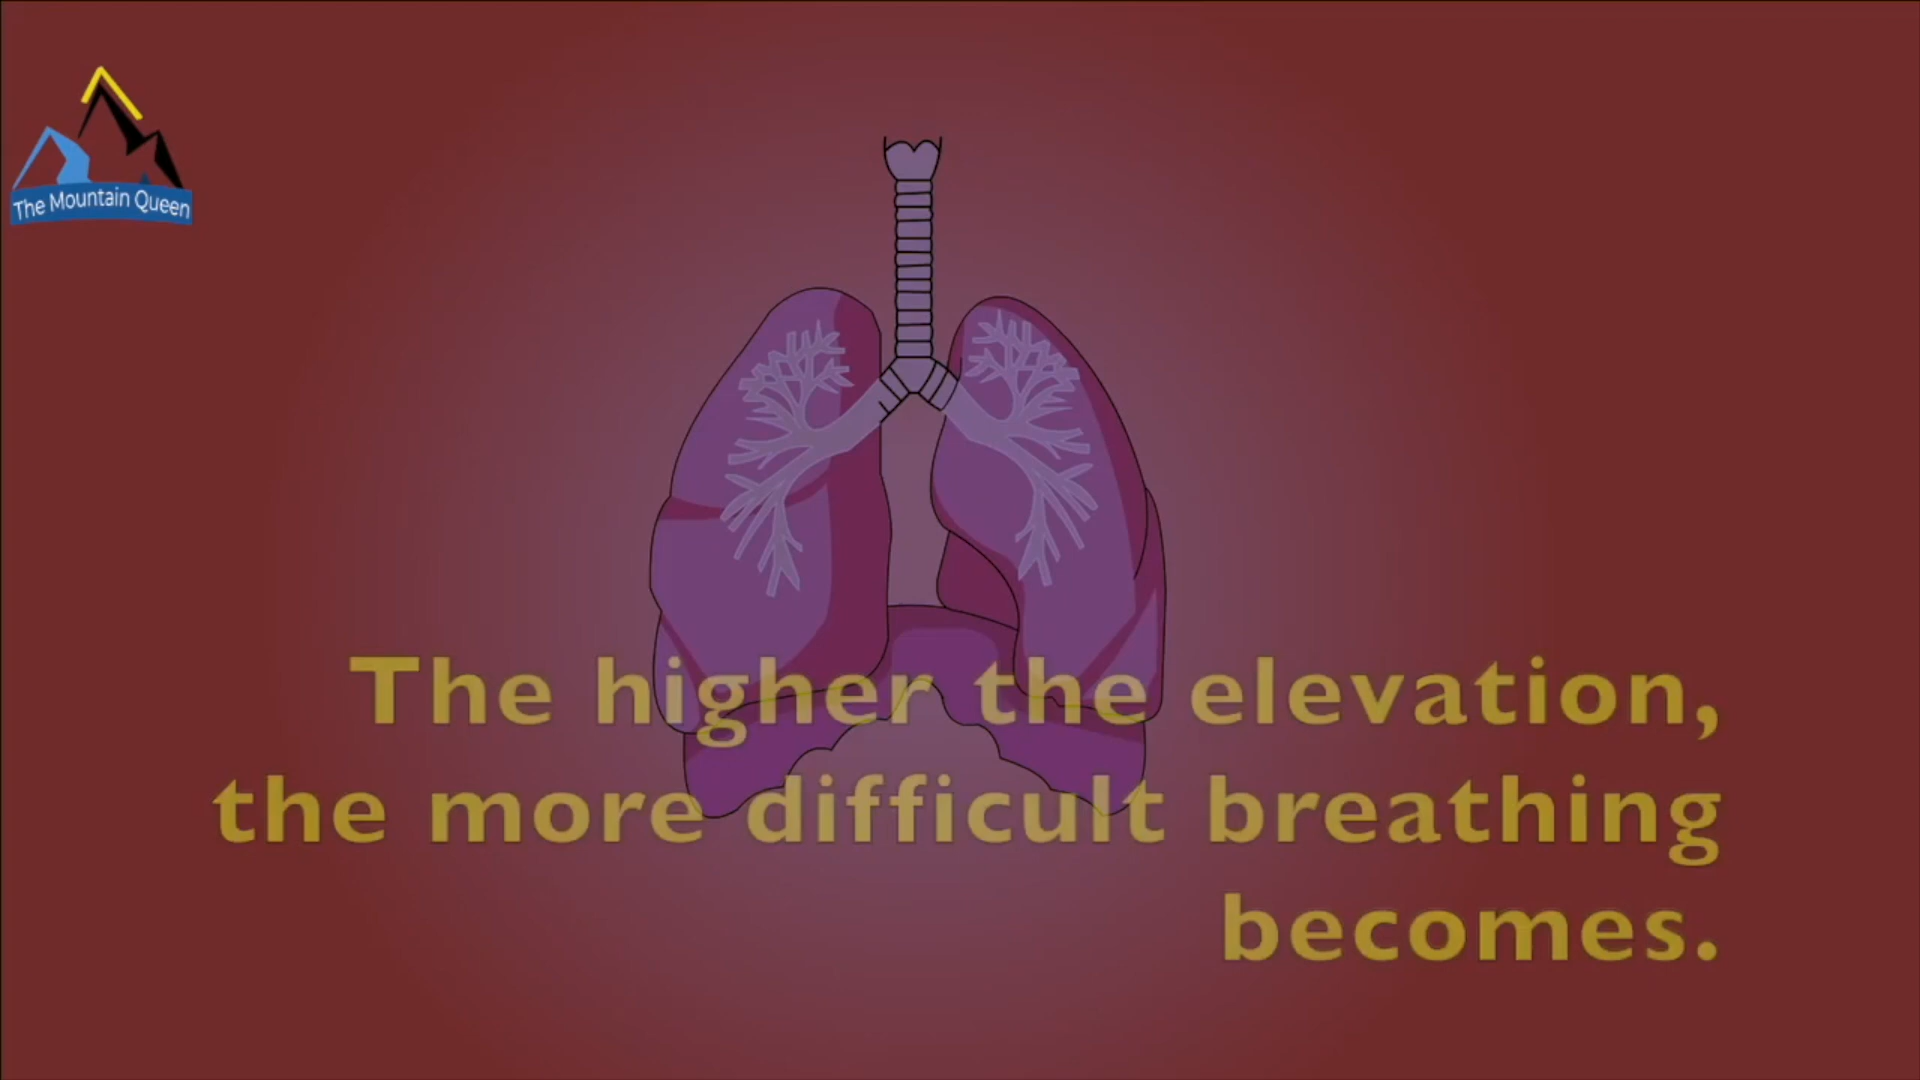 The Mountain Queen
The higher the elevation,
the more difficult breathing
becomes.